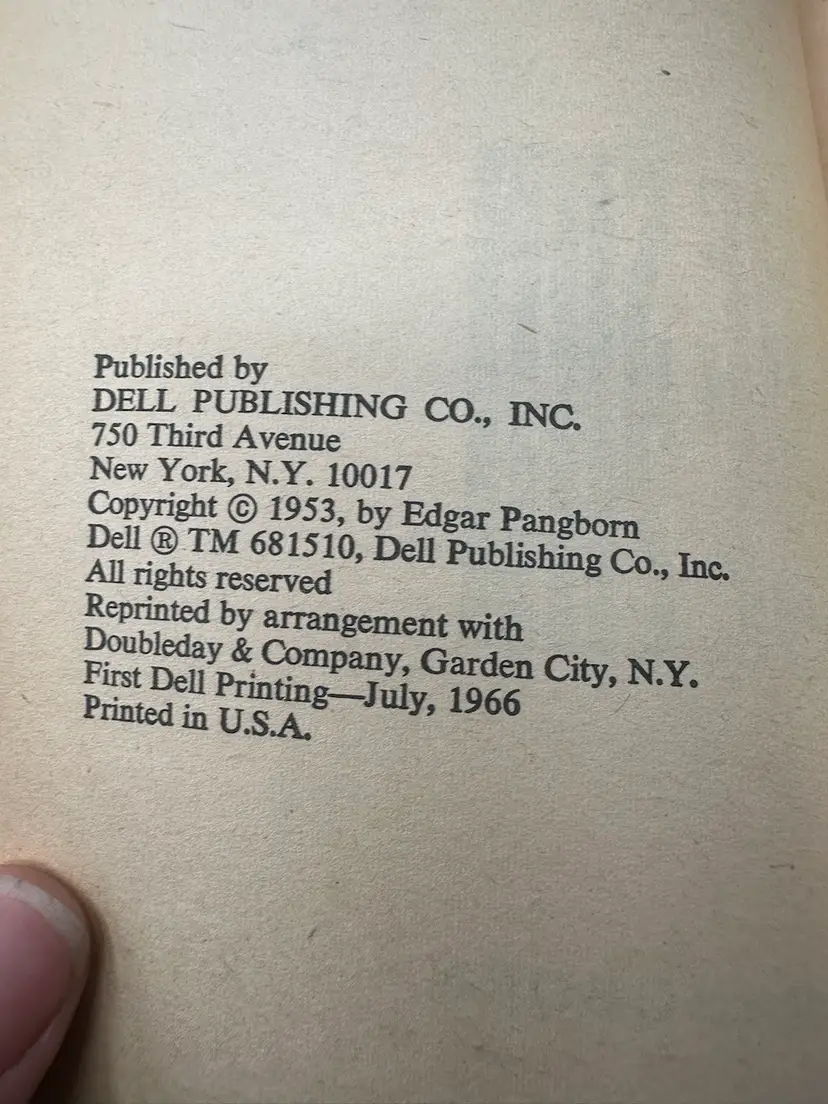 Published by
DELL PUBLISHING CO., INC.
750 Third Avenue
New York, N.Y. 10017
Copyright © 1953, by Edgar Pangborn
Dell ® TM 681510, Dell Publishing Co., Inc.
All rights reserved
Reprinted by arrangement with
Doubleday & Company, Garden City, N.Y.
First Dell Printing—July, 1966
Printed in U.S.A.